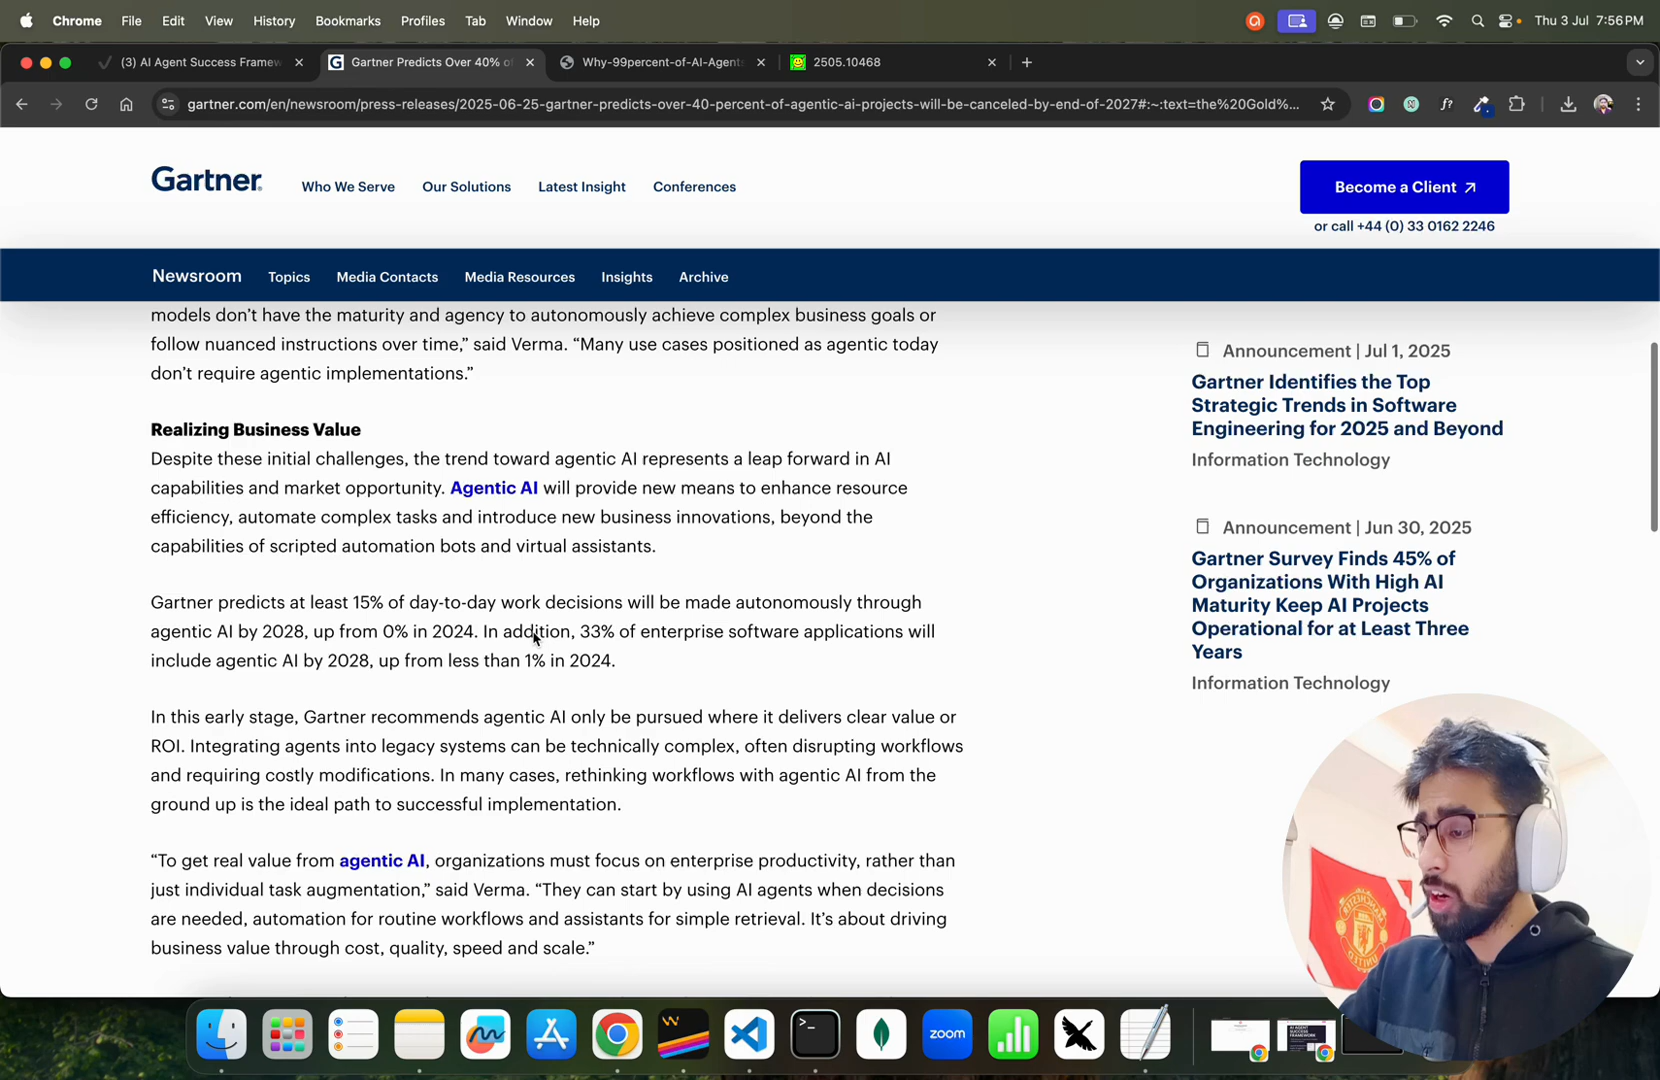 Chrome File Edit View History Bookmarks Profiles Tab Window Help Thu 3 Jul 7:56 PM
(3) AI Agent Success Framew Gartner Predicts Over 40% o Why-99percent-of-AI-Agents 2505.10468
gartner.com/en/newsroom/press-releases/2025-06-25-gartner-predicts-over-40-percent-of-agentic-ai-projects-will-be-canceled-by-end-of-2027#:~:text=the%20Gold%...
Gartner Who We Serve Our Solutions Latest Insight Conferences
Become a Client
or call +44 (0) 33 0162 2246
Newsroom Topics Media Contacts Media Resources Insights Archive
models don’t have the maturity and agency to autonomously achieve complex business goals or
follow nuanced instructions over time,” said Verma. “Many use cases positioned as agentic today
don’t require agentic implementations.”
Realizing Business Value
Despite these initial challenges, the trend toward agentic AI represents a leap forward in AI
capabilities and market opportunity. Agentic AI will provide new means to enhance resource
efficiency, automate complex tasks and introduce new business innovations, beyond the
capabilities of scripted automation bots and virtual assistants.
Gartner predicts at least 15% of day-to-day work decisions will be made autonomously through
agentic AI by 2028, up from 0% in 2024. In addition, 33% of enterprise software applications will
include agentic AI by 2028, up from less than 1% in 2024.
In this early stage, Gartner recommends agentic AI only be pursued where it delivers clear value or
ROI. Integrating agents into legacy systems can be technically complex, often disrupting workflows
and requiring costly modifications. In many cases, rethinking workflows with agentic AI from the
ground up is the ideal path to successful implementation.
“To get real value from agentic AI, organizations must focus on enterprise productivity, rather than
just individual task augmentation,” said Verma. “They can start by using AI agents when decisions
are needed, automation for routine workflows and assistants for simple retrieval. It’s about driving
business value through cost, quality, speed and scale.”
Announcement | Jul 1, 2025
Gartner Identifies the Top
Strategic Trends in Software
Engineering for 2025 and Beyond
Information Technology
Announcement | Jun 30, 2025
Gartner Survey Finds 45% of
Organizations With High AI
Maturity Keep AI Projects
Operational for at Least Three
Years
Information Technology
MANCHESTER
UNITED
zoom
AI AGENT
SUCCESS
FRAMEWORK